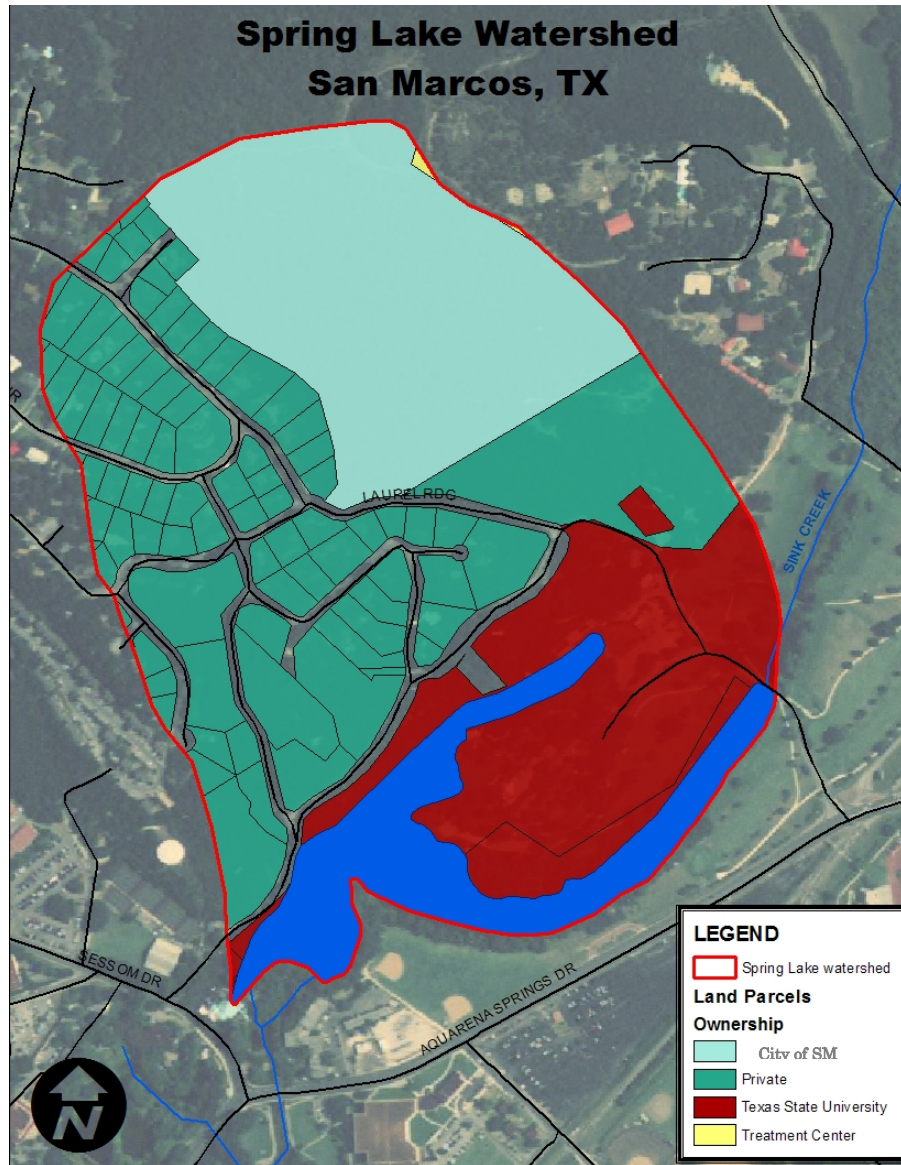 Spring Lake Watershed
San Marcos, TX
LAUREL RDG
SINK CREEK
SESSOM DR
AQUARENA SPRINGS DR
LEGEND
Spring Lake watershed
Land Parcels
Ownership
City of SM
Private
Texas State University
Treatment Center
N